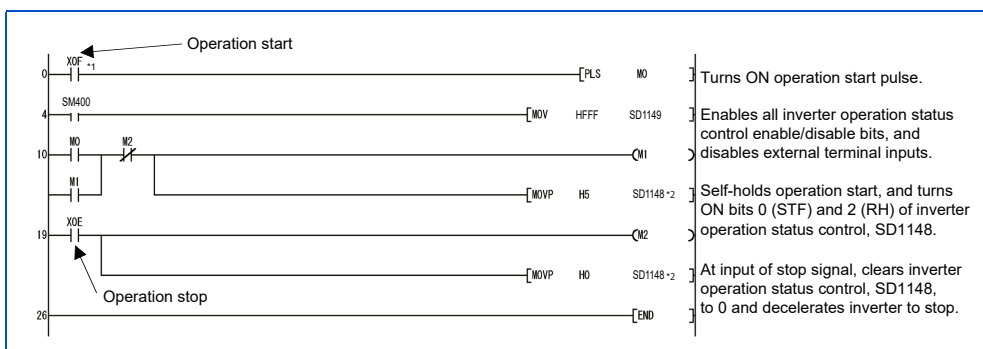 Operation start
X0F *1
0 [PLS M0 ] Turns ON operation start pulse.
SM400
4 [MOV HFFF SD1149 ] Enables all inverter operation status
control enable/disable bits, and
disables external terminal inputs.
M0 M2
10 (M1 )
M1
[MOVP H5 SD1148 *2 ] Self-holds operation start, and turns
ON bits 0 (STF) and 2 (RH) of inverter
operation status control, SD1148.
X0E
19 (M2 )
[MOVP H0 SD1148 *2 ] At input of stop signal, clears inverter
operation status control, SD1148,
to 0 and decelerates inverter to stop.
Operation stop
26 [END ]